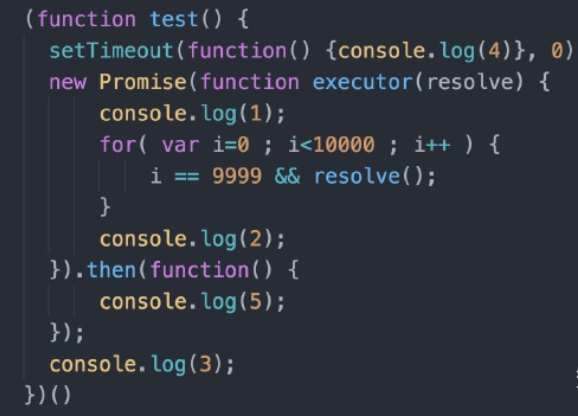 (function test() {
  setTimeout(function() {console.log(4)}, 0)
  new Promise(function executor(resolve) {
      console.log(1);
      for( var i=0 ; i<10000 ; i++ ) {
          i == 9999 && resolve();
      }
      console.log(2);
  }).then(function() {
      console.log(5);
  });
  console.log(3);
})()